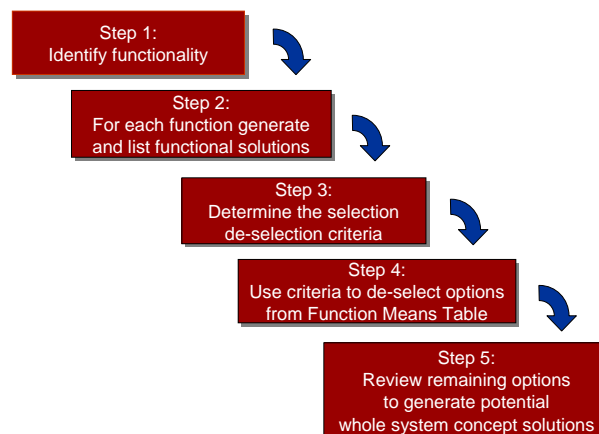 Step 1:
Identify functionality
Step 2:
For each function generate
and list functional solutions
Step 3:
Determine the selection
de-selection criteria
Step 4:
Use criteria to de-select options
from Function Means Table
Step 5:
Review remaining options
to generate potential
whole system concept solutions